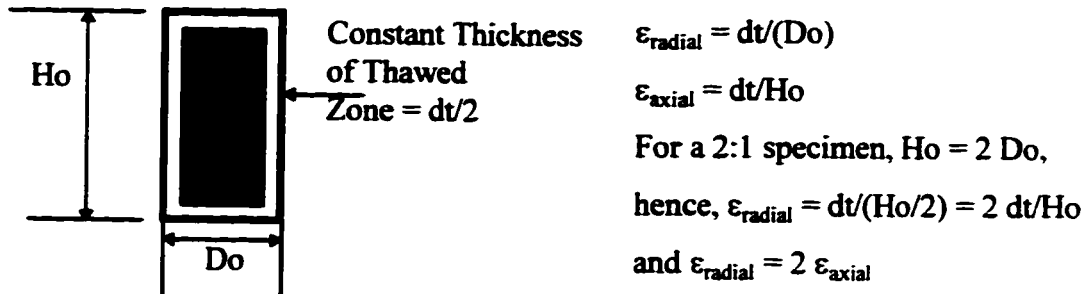 Ho
Constant Thickness
of Thawed
Zone = dt/2
Do
ε_radial = dt/(Do)
ε_axial = dt/Ho
For a 2:1 specimen, Ho = 2 Do,
hence, ε_radial = dt/(Ho/2) = 2 dt/Ho
and ε_radial = 2 ε_axial